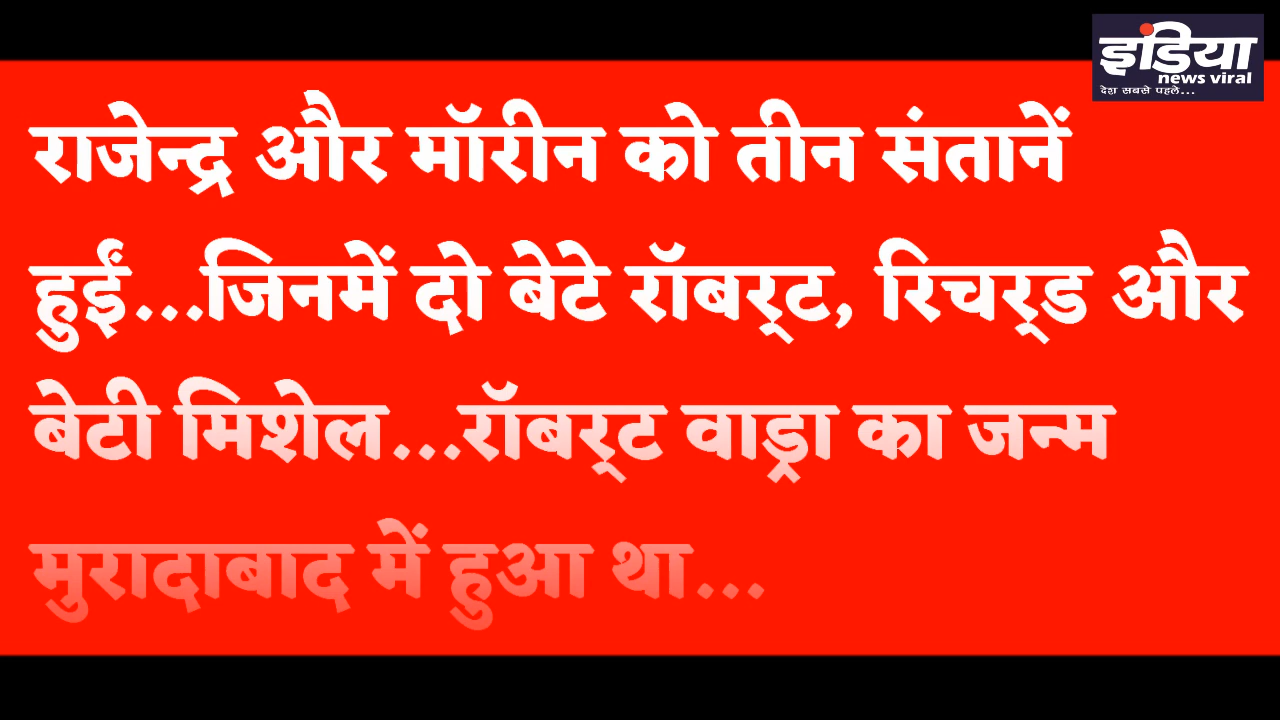 इंडिया
news viral
देश सबसे पहले...
राजेन्द्र और मॉरीन को तीन संतानें
हुईं...जिनमें दो बेटे रॉबर्ट, रिचर्ड और
बेटी मिशेल...रॉबर्ट वाड्रा का जन्म
मुरादाबाद में हुआ था...